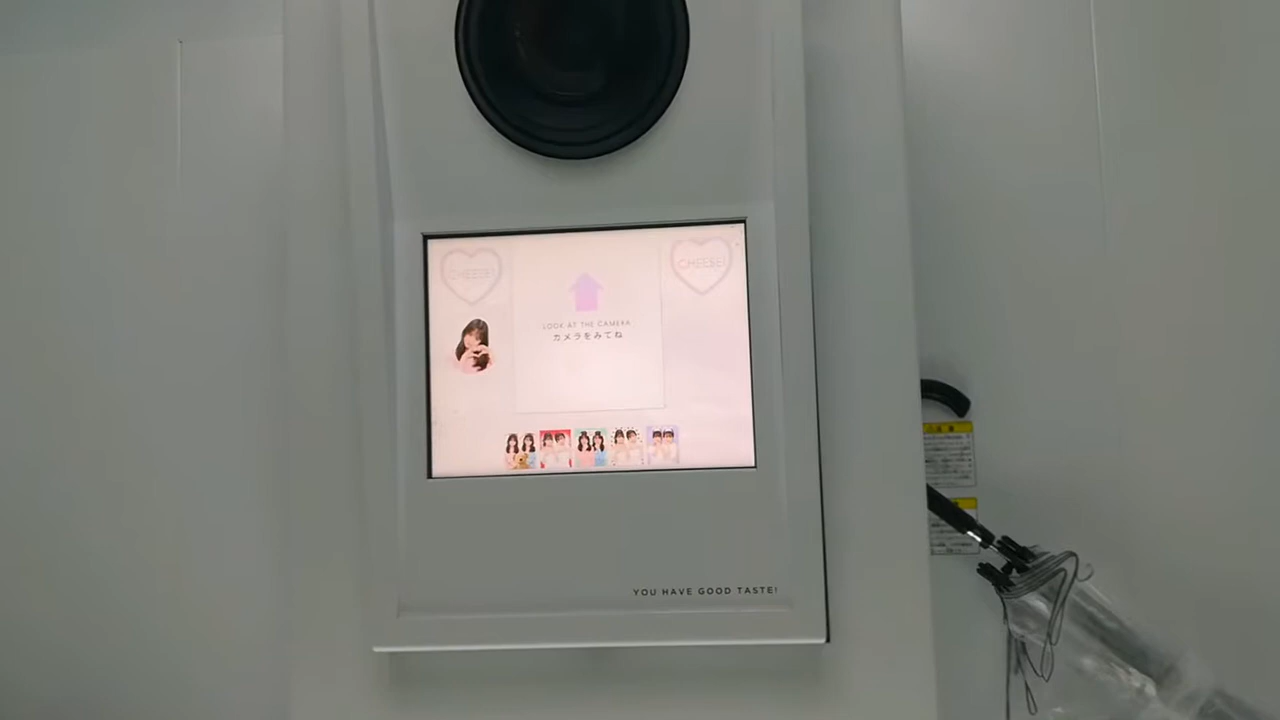 CHEESE!
CHEESE!
LOOK AT THE CAMERA
カメラをみてね
YOU HAVE GOOD TASTE!